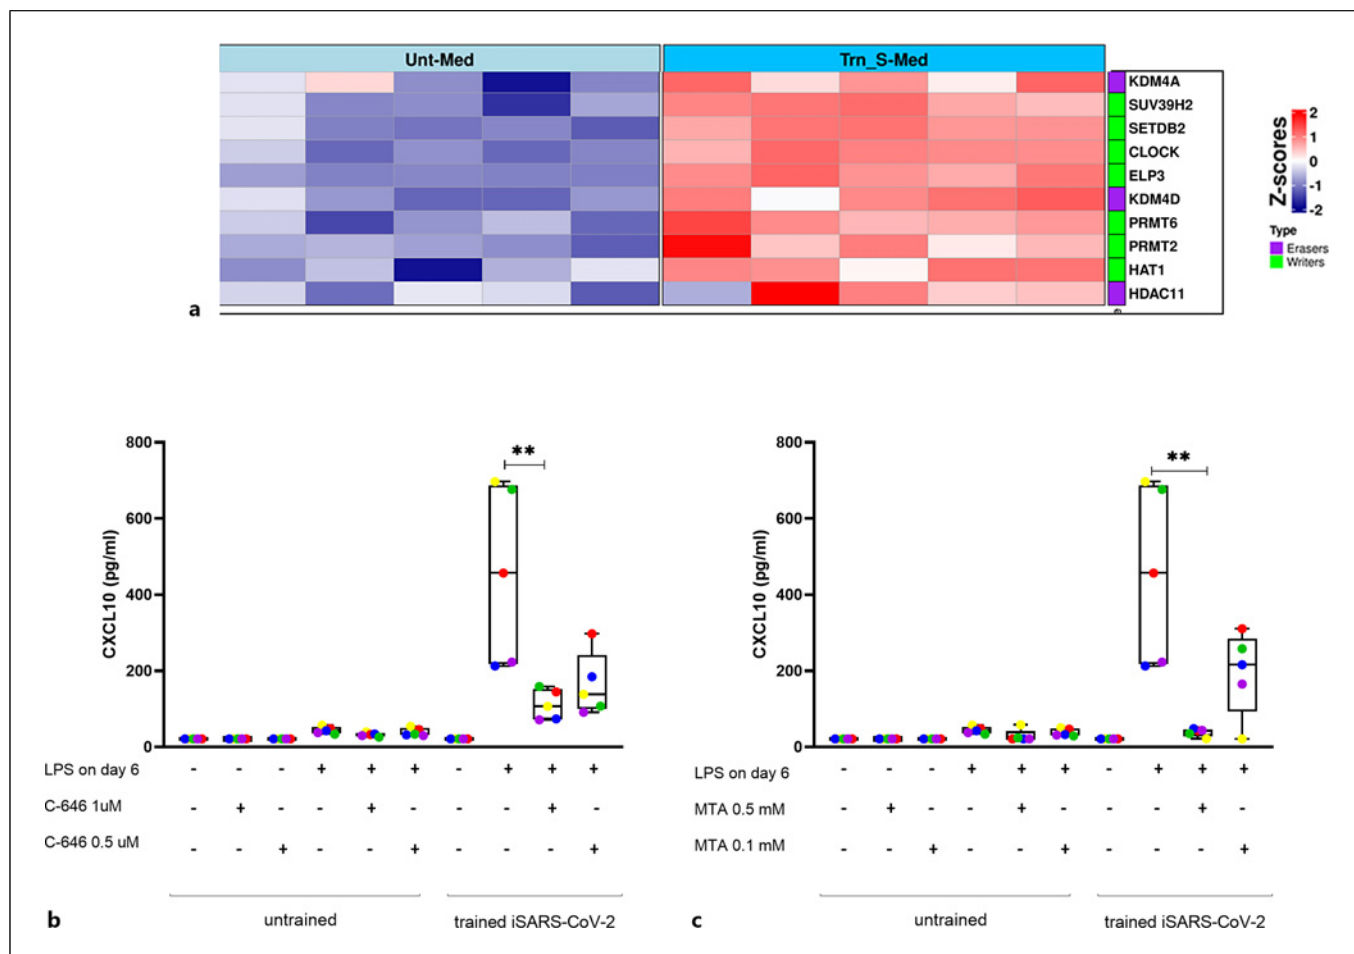 Unt-Med Trn_S-Med
KDM4A
SUV39H2
SETDB2
CLOCK
ELP3
KDM4D
PRMT6
PRMT2
HAT1
HDAC11
Z-scores
2
1
0
-1
-2
Type
Erasers
Writers
a
CXCL10 (pg/ml)
800
600
400
200
0
**
LPS on day 6 - - - + + + - + + +
C-646 1uM - + - - + - - - + -
C-646 0.5 uM - - + - - + - - - +
untrained trained iSARS-CoV-2
b
CXCL10 (pg/ml)
800
600
400
200
0
**
LPS on day 6 - - - + + + - + + +
MTA 0.5 mM - + - - + - - - + -
MTA 0.1 mM - - + - - + - - - +
untrained trained iSARS-CoV-2
c